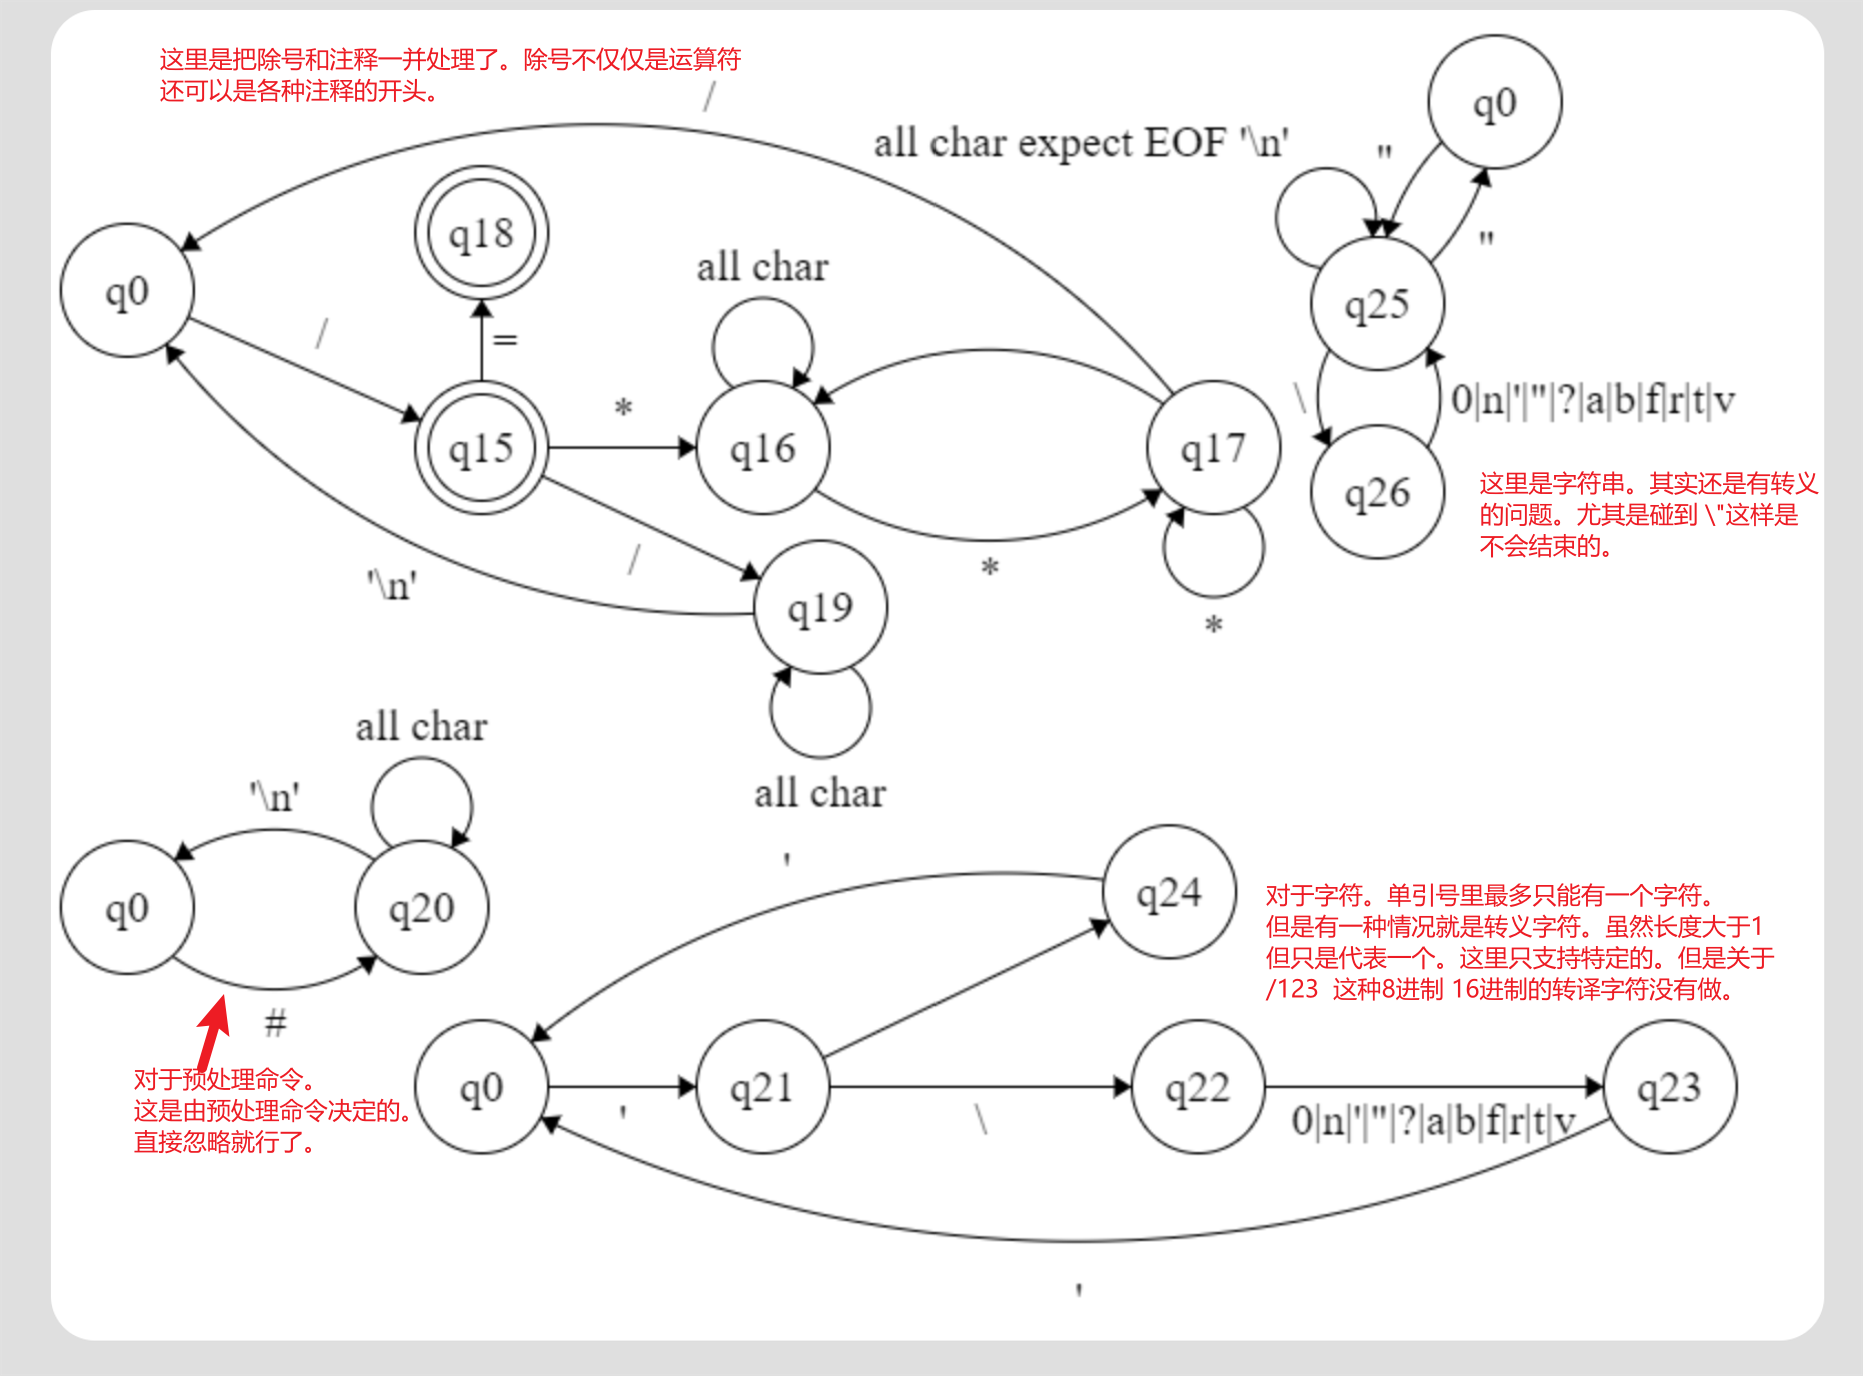 这里是把除号和注释一并处理了。除号不仅仅是运算符
还可以是各种注释的开头。
/
q0
all char expect EOF '\n'
"
q18
all char
"
q0
/
=
q25
*
\
0|n|'|"|?|a|b|f|r|t|v
q15
q16
q17
q26
这里是字符串。其实还是有转义
的问题。尤其是碰到 \"这样是
不会结束的。
'\n'
/
*
q19
*
all char
all char
'\n'
q0
q20
'
q24
对于字符。单引号里最多只能有一个字符。
但是有一种情况就是转义字符。虽然长度大于1
但只是代表一个。这里只支持特定的。但是关于
/123 这种8进制 16进制的转译字符没有做。
#
对于预处理命令。
这是由预处理命令决定的。
直接忽略就行了。
q0
'
q21
\
q22
0|n|'|"|?|a|b|f|r|t|v
q23
'